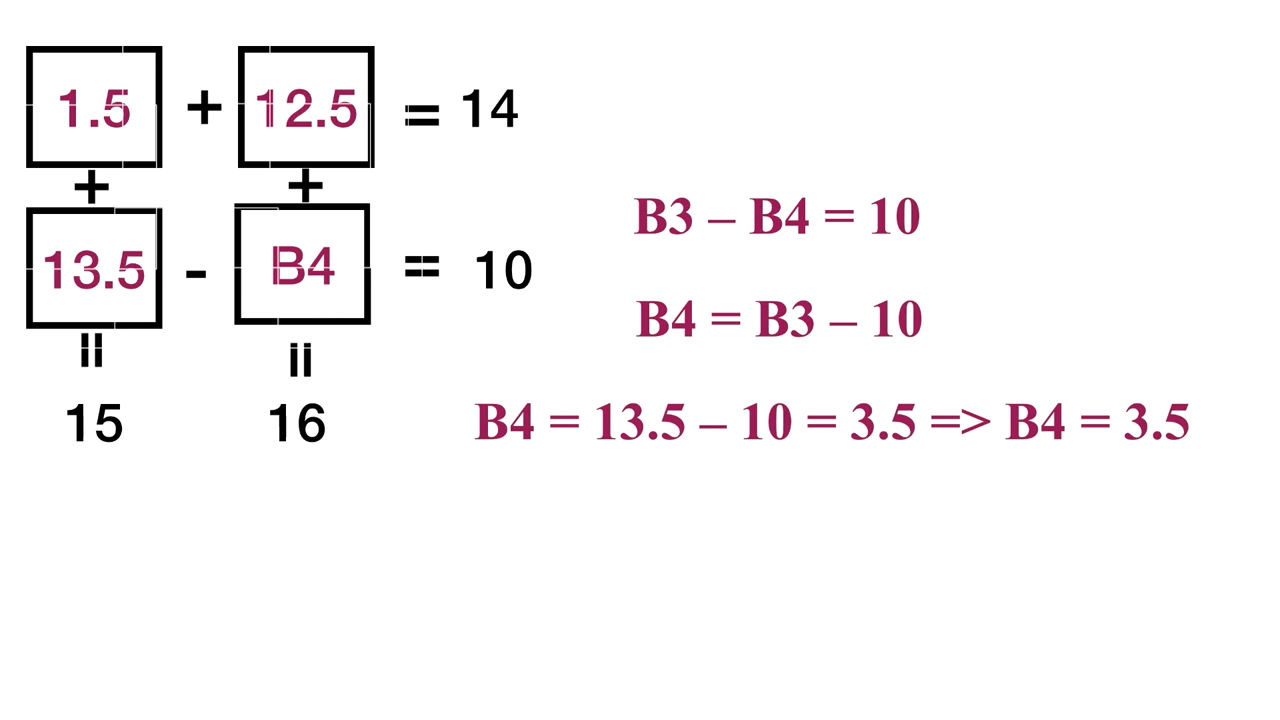 1.5 + 12.5 = 14
+ +
13.5 - B4 = 10
= =
15 16
B3 – B4 = 10
B4 = B3 – 10
B4 = 13.5 – 10 = 3.5 => B4 = 3.5